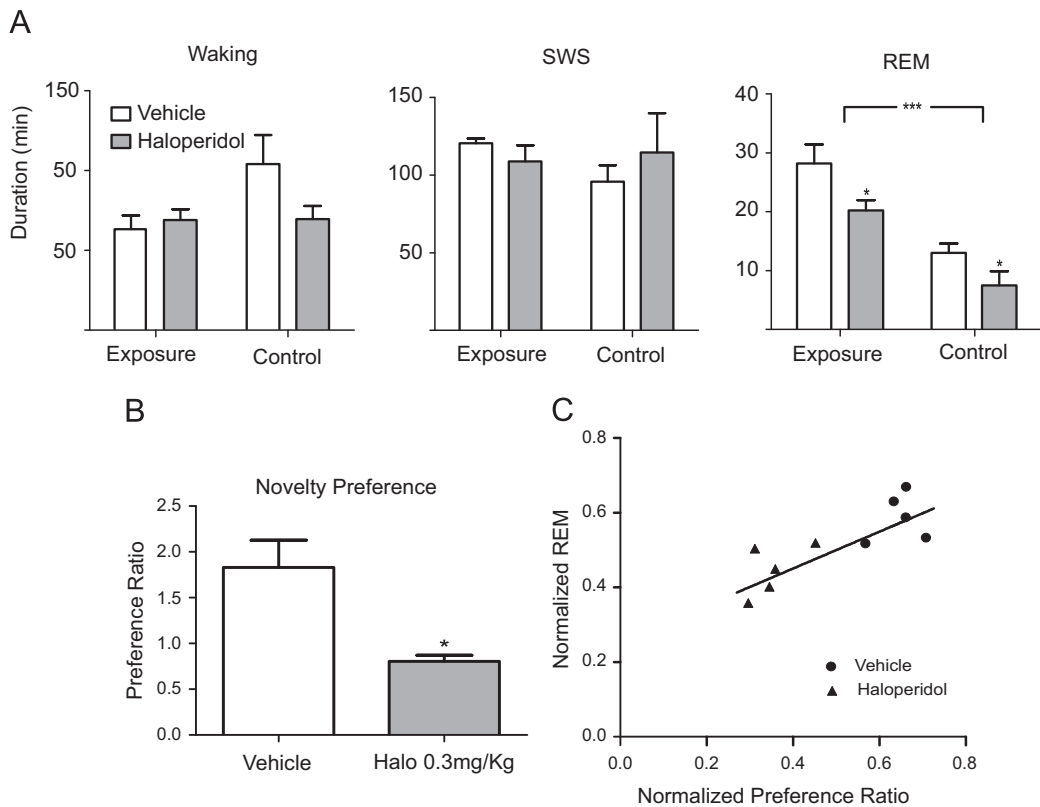 A
Waking
SWS
REM
Duration (min)
150
50
50
Vehicle
Haloperidol
Exposure
Control
150
100
50
Exposure
Control
40
30
20
10
***
*
*
Exposure
Control
B
Novelty Preference
Preference Ratio
2.5
2.0
1.5
1.0
0.5
0.0
*
Vehicle
Halo 0.3mg/Kg
C
Normalized REM
0.8
0.6
0.4
0.2
0.0
Vehicle
Haloperidol
0.0
0.2
0.4
0.6
0.8
Normalized Preference Ratio